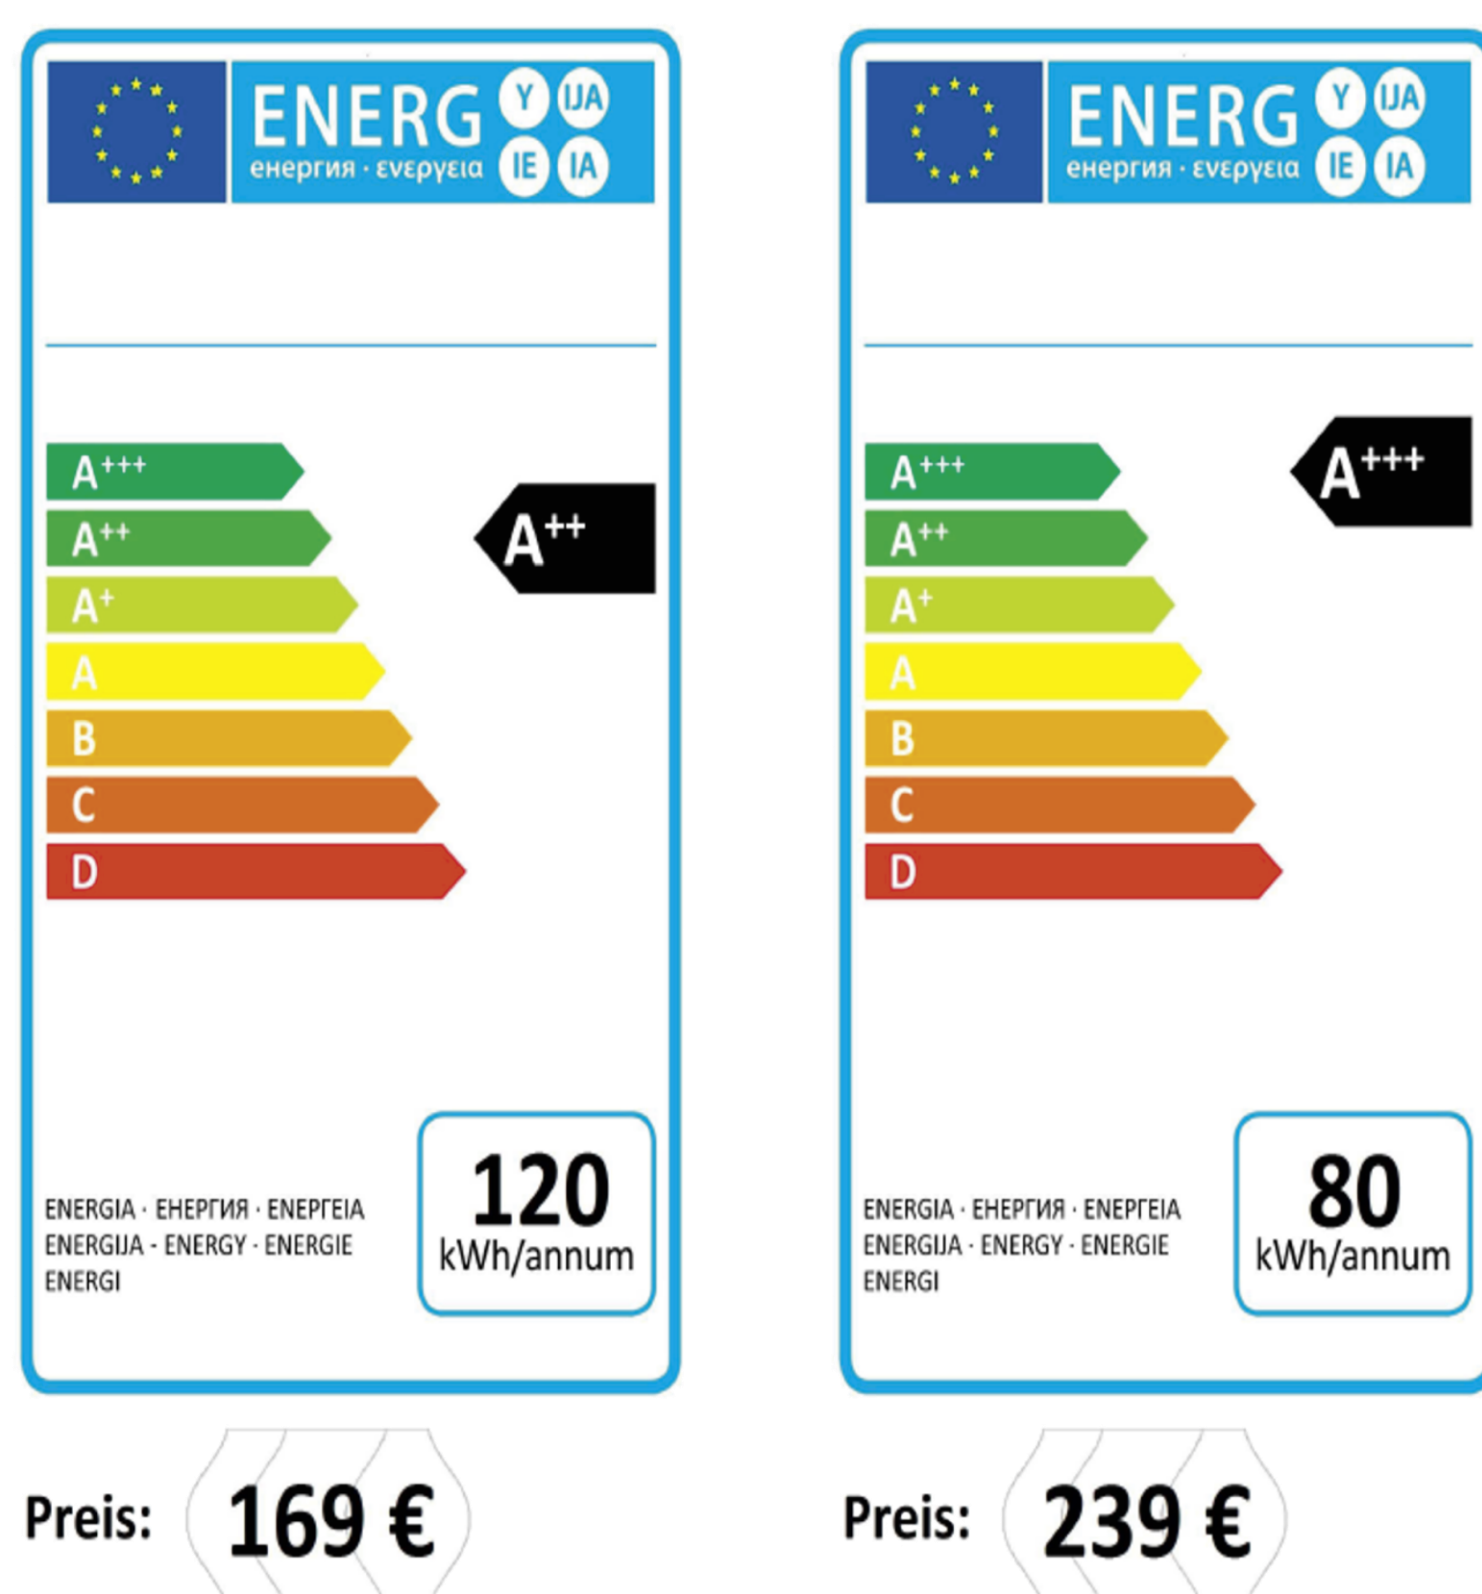 ENERG Y IJA
енергия · ενεργεια IE IA
A+++
A++
A+
A
B
C
D
A++
ENERGIA · ЕНЕРГИЯ · ΕΝΕΡΓΕΙΑ
ENERGIJA - ENERGY · ENERGIE
ENERGI
120
kWh/annum
Preis: 169 €
ENERG Y IJA
енергия · ενεργεια IE IA
A+++
A++
A+
A
B
C
D
A+++
ENERGIA · ЕНЕРГИЯ · ΕΝΕΡΓΕΙΑ
ENERGIJA · ENERGY · ENERGIE
ENERGI
80
kWh/annum
Preis: 239 €